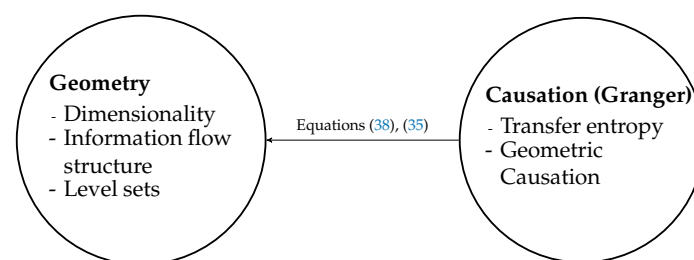 Geometry
- Dimensionality
- Information flow
structure
- Level sets
Equations (38), (35)
Causation (Granger)
- Transfer entropy
- Geometric
Causation